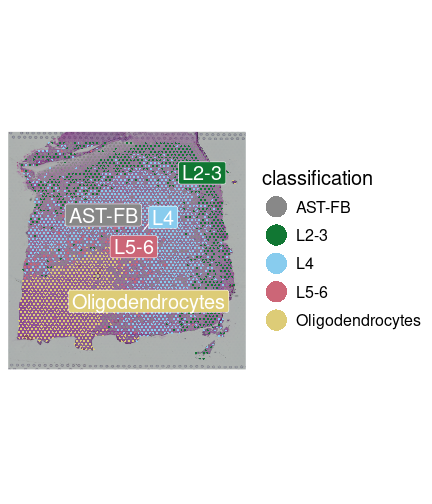 L2-3
AST-FB
L4
L5-6
Oligodendrocytes
classification
AST-FB
L2-3
L4
L5-6
Oligodendrocytes